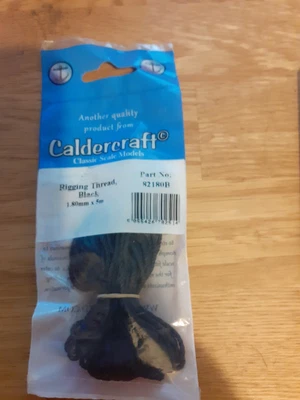 Another quality
product from
Caldercraft©
Classic Scale Models
Rigging Thread,
Black
1.80mm x 5m
Part No.
82180B